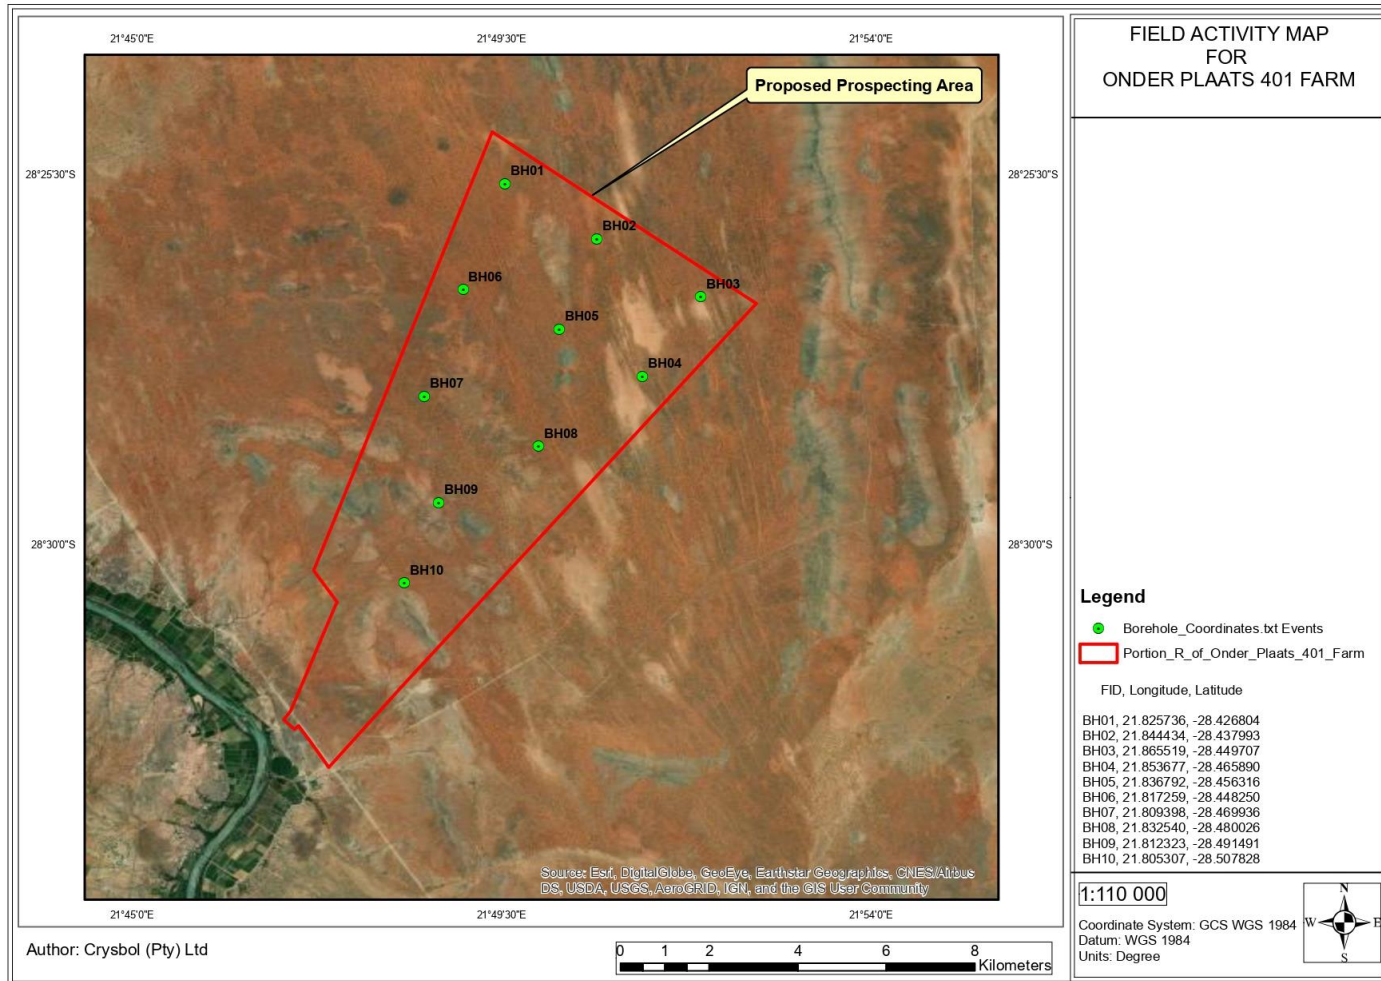 FIELD ACTIVITY MAP
FOR
ONDER PLAATS 401 FARM
21°45'0"E
21°49'30"E
21°54'0"E
Proposed Prospecting Area
28°25'30"S
28°25'30"S
BH01
BH02
BH06
BH03
BH05
BH04
BH07
BH08
BH09
28°30'0"S
28°30'0"S
BH10
Source: Esri, DigitalGlobe, GeoEye, Earthstar Geographics, CNES/Airbus
DS, USDA, USGS, AeroGRID, IGN, and the GIS User Community
21°45'0"E
21°49'30"E
21°54'0"E
Author: Crysbol (Pty) Ltd
0 1 2 4 6 8
Kilometers
Legend
Borehole_Coordinates.txt Events
Portion_R_of_Onder_Plaats_401_Farm
FID, Longitude, Latitude
BH01, 21.825736, -28.426804
BH02, 21.844434, -28.437993
BH03, 21.865519, -28.449707
BH04, 21.853677, -28.465890
BH05, 21.836792, -28.456316
BH06, 21.817259, -28.448250
BH07, 21.809398, -28.469936
BH08, 21.832540, -28.480026
BH09, 21.812323, -28.491491
BH10, 21.805307, -28.507828
1:110 000
Coordinate System: GCS WGS 1984
Datum: WGS 1984
Units: Degree
N
W E
S